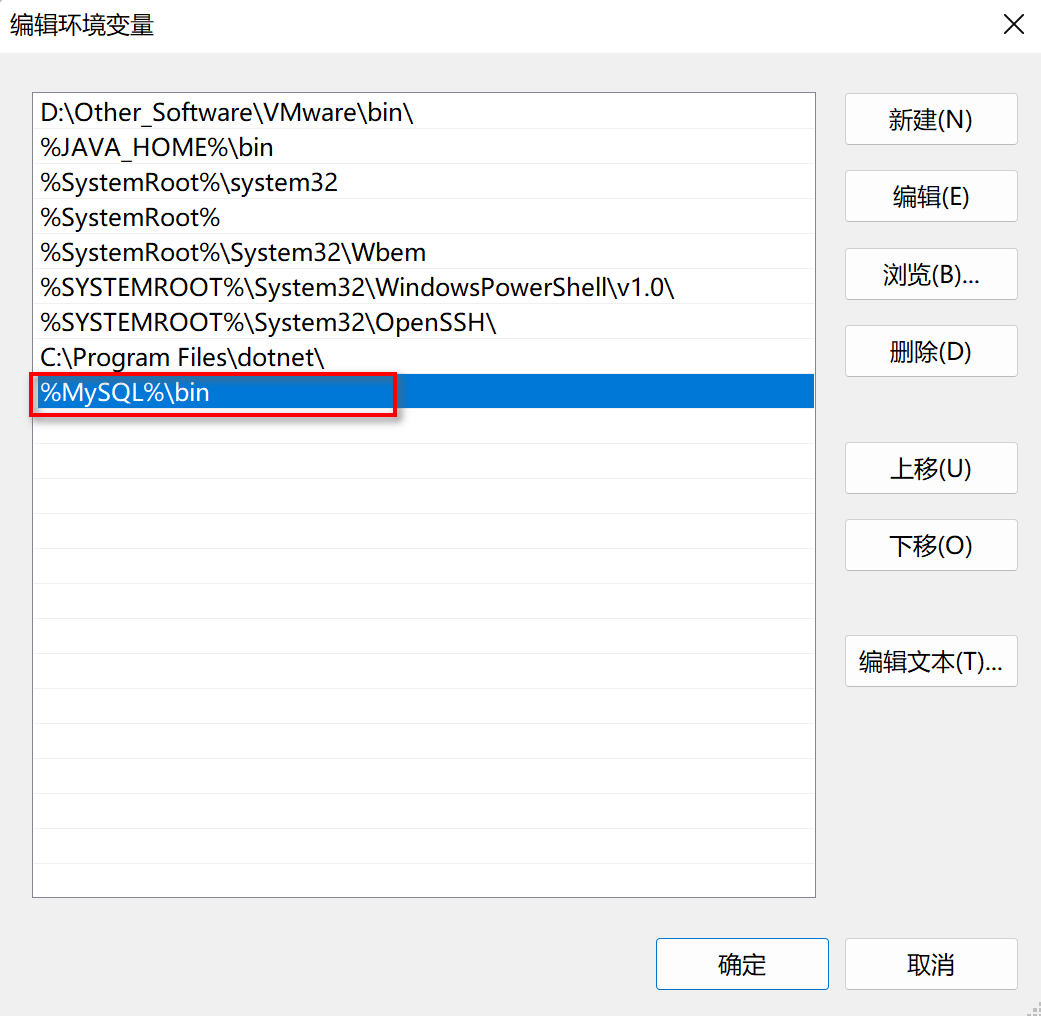 编辑环境变量
D:\Other_Software\VMware\bin\
%JAVA_HOME%\bin
%SystemRoot%\system32
%SystemRoot%
%SystemRoot%\System32\Wbem
%SYSTEMROOT%\System32\WindowsPowerShell\v1.0\
%SYSTEMROOT%\System32\OpenSSH\
C:\Program Files\dotnet\
%MySQL%\bin
新建(N)
编辑(E)
浏览(B)...
删除(D)
上移(U)
下移(O)
编辑文本(T)...
确定
取消